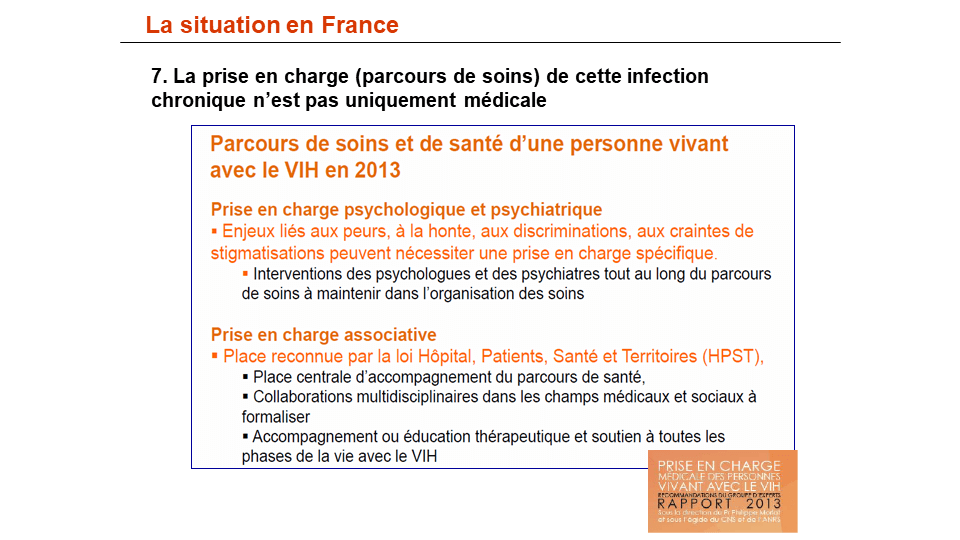 La situation en France
7. La prise en charge (parcours de soins) de cette infection
chronique n’est pas uniquement médicale
Parcours de soins et de santé d’une personne vivant
avec le VIH en 2013
Prise en charge psychologique et psychiatrique
▪ Enjeux liés aux peurs, à la honte, aux discriminations, aux craintes de
stigmatisations peuvent nécessiter une prise en charge spécifique.
▪ Interventions des psychologues et des psychiatres tout au long du parcours
de soins à maintenir dans l’organisation des soins
Prise en charge associative
▪ Place reconnue par la loi Hôpital, Patients, Santé et Territoires (HPST),
▪ Place centrale d’accompagnement du parcours de santé,
▪ Collaborations multidisciplinaires dans les champs médicaux et sociaux à
formaliser
▪ Accompagnement ou éducation thérapeutique et soutien à toutes les
phases de la vie avec le VIH
PRISE EN CHARGE
MÉDICALE DES PERSONNES
VIVANT AVEC LE VIH
RECOMMANDATIONS DU GROUPE D’EXPERTS
RAPPORT 2013
Sous la direction du Pr Philippe Morlat
et sous l’égide du CNS et de l’ANRS